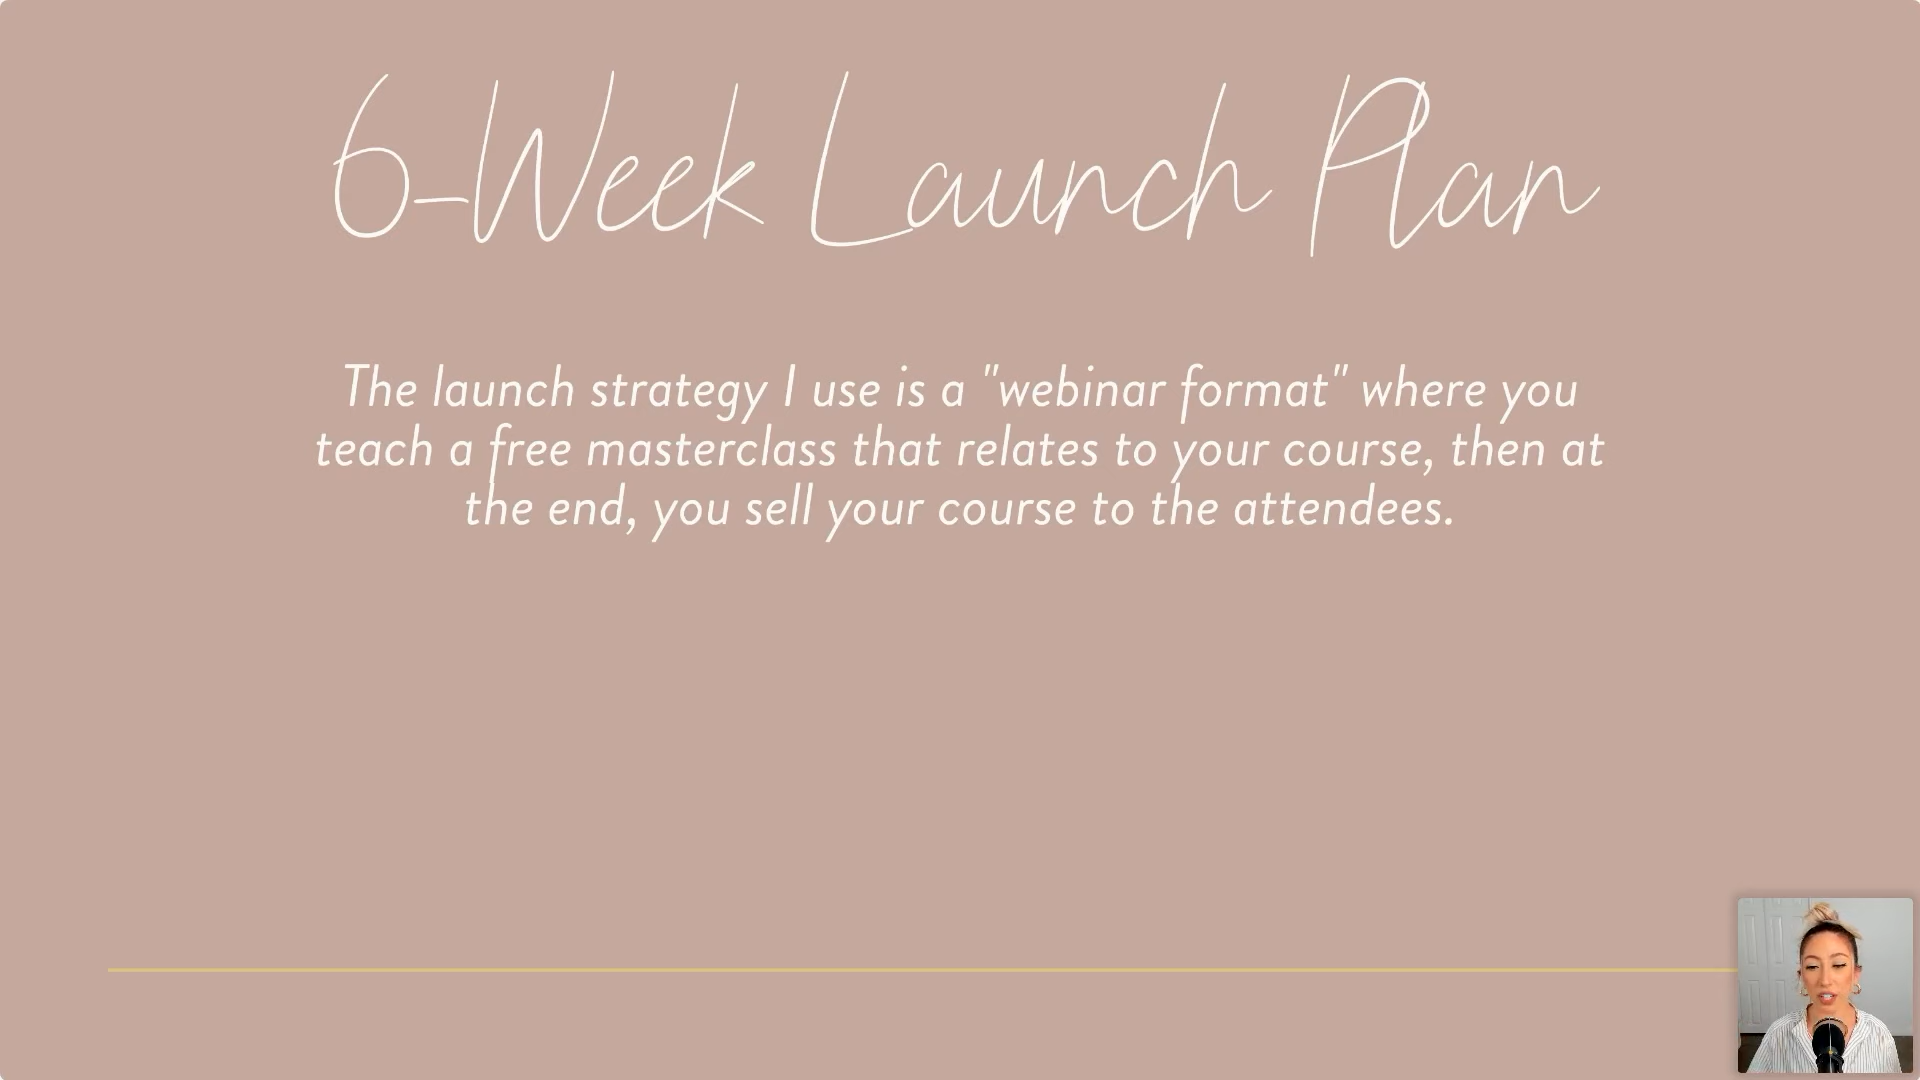 6-Week Launch Plan
The launch strategy I use is a "webinar format" where you
teach a free masterclass that relates to your course, then at
the end, you sell your course to the attendees.